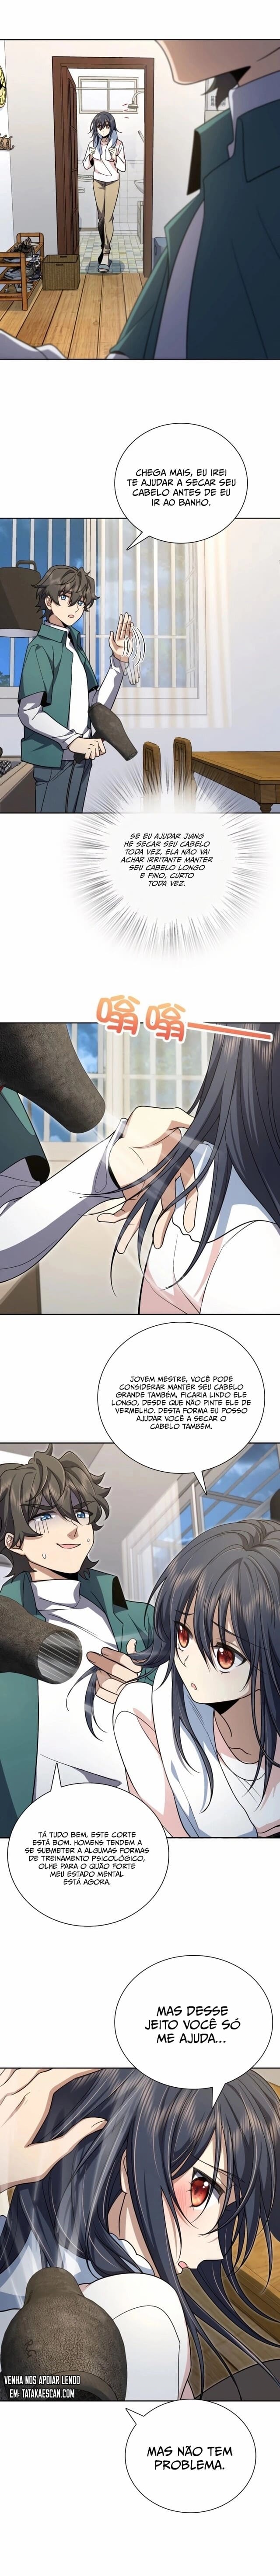 CHEGA MAIS, EU IREI
TE AJUDAR A SECAR SEU
CABELO ANTES DE EU
IR AO BANHO.
SE EU AJUDAR JIANG
HE SECAR SEU CABELO
TODA VEZ, ELA NÃO VAI
ACHAR IRRITANTE MANTER
SEU CABELO LONGO
E FINO, CURTO
TODA VEZ.
嗡嗡
JOVEM MESTRE, VOCÊ PODE
CONSIDERAR MANTER SEU CABELO
GRANDE TAMBÉM, FICARIA LINDO ELE
LONGO, DESDE QUE NÃO PINTE ELE DE
VERMELHO. DESTA FORMA EU POSSO
AJUDAR VOCÊ A SECAR O
CABELO TAMBÉM.
TÁ TUDO BEM, ESTE CORTE
ESTÁ BOM. HOMENS TENDEM A
SE SUBMETER A ALGUMAS FORMAS
DE TREINAMENTO PSICOLÓGICO,
OLHE PARA O QUÃO FORTE
MEU ESTADO MENTAL
ESTÁ AGORA.
MAS DESSE
JEITO VOCÊ SÓ
ME AJUDA...
VENHA NOS APOIAR LENDO
EM: TATAKAESCAN.COM
MAS NÃO TEM
PROBLEMA.